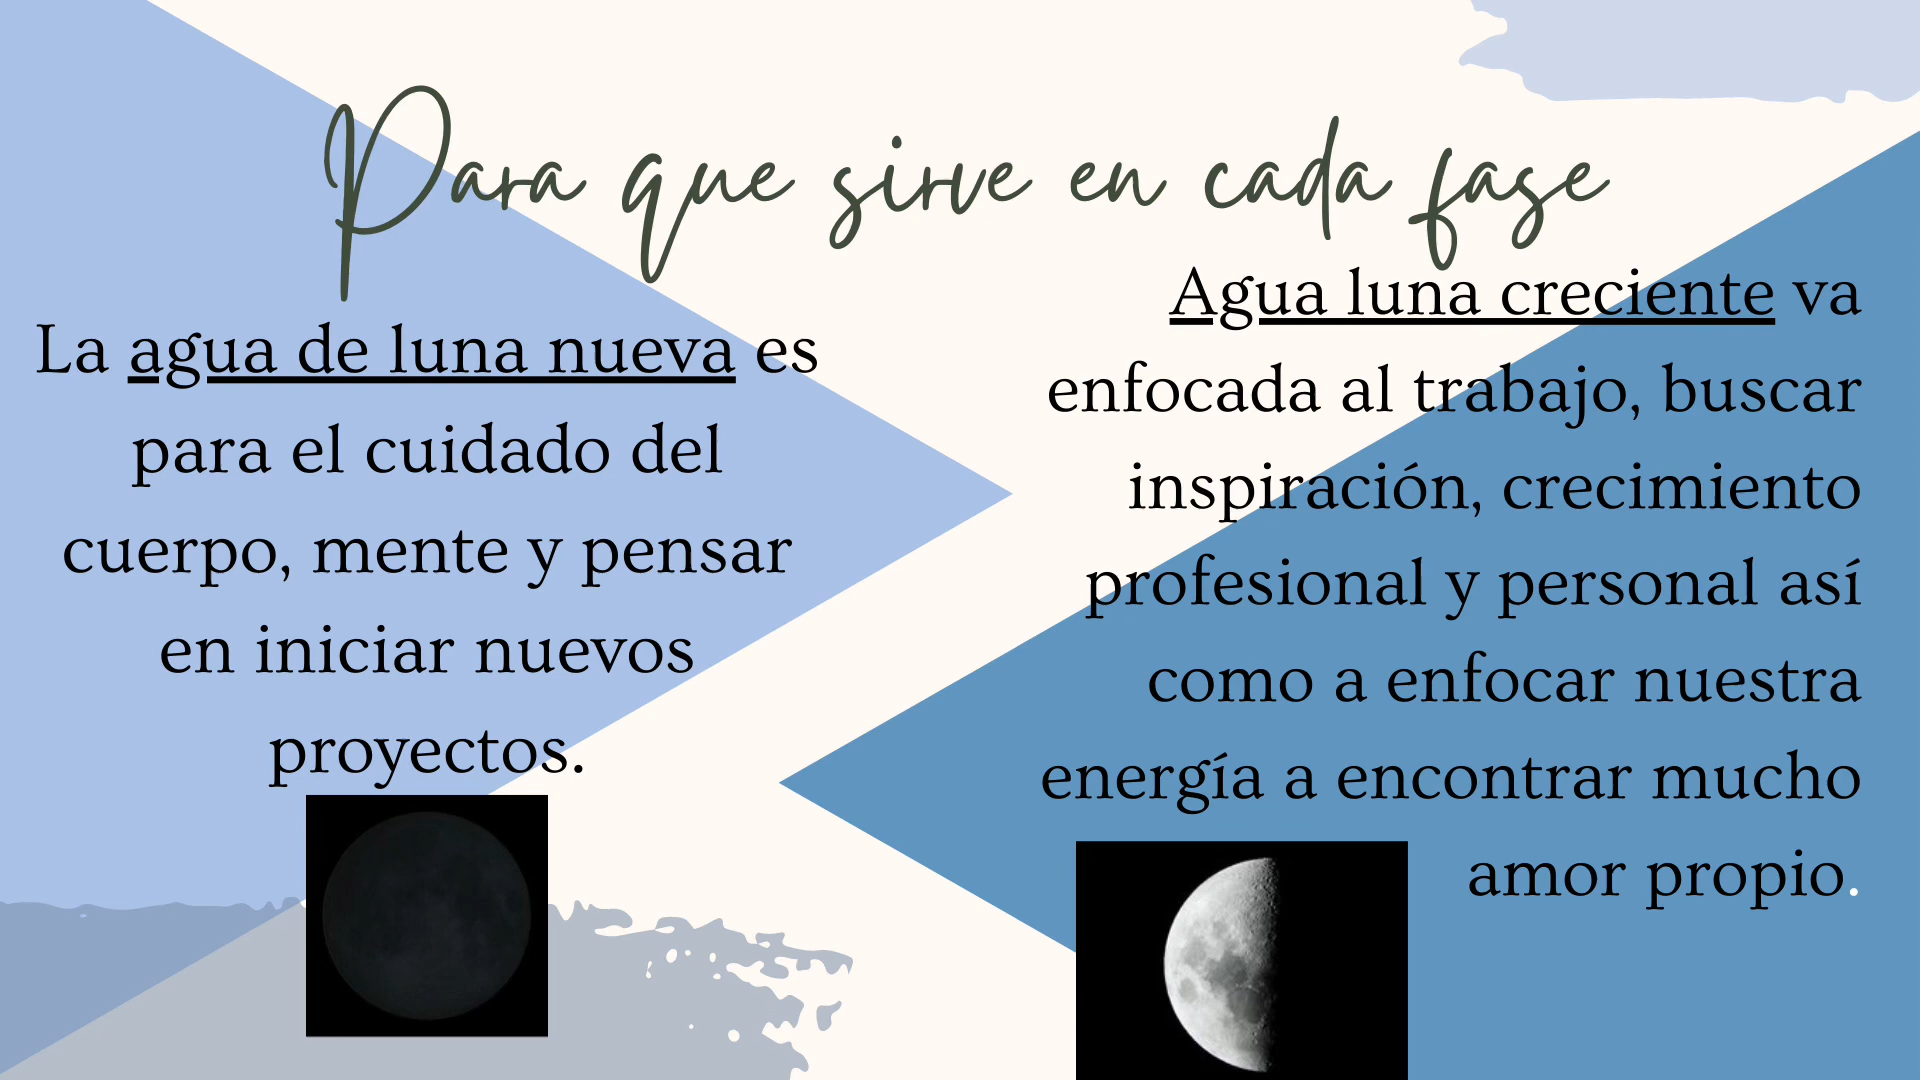 Para que sirve en cada fase
La agua de luna nueva es
para el cuidado del
cuerpo, mente y pensar
en iniciar nuevos
proyectos.
Agua luna creciente va
enfocada al trabajo, buscar
inspiración, crecimiento
profesional y personal así
como a enfocar nuestra
energía a encontrar mucho
amor propio.